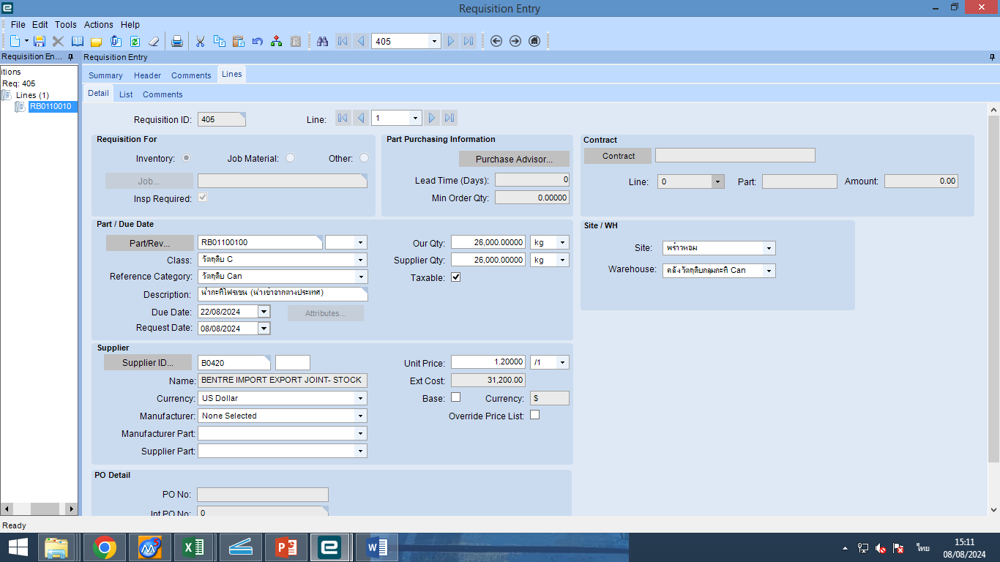 Requisition Entry
File Edit Tools Actions Help
405
Requisition En...
Requisition Entry
itions
Req: 405
Lines (1)
RB0110010
Summary Header Comments Lines
Detail List Comments
Requisition ID: 405 Line: 1
Requisition For
Inventory: Job Material: Other:
Job...
Insp Required:
Part Purchasing Information
Purchase Advisor...
Lead Time (Days): 0
Min Order Qty: 0.00000
Contract
Contract
Line: 0 Part: Amount: 0.00
Part / Due Date
Part/Rev... RB01100100
Class: วัตถุดิบ C
Reference Category: วัตถุดิบ Can
Description: น้ำกะทิโฟรเซน (นำเข้าจากต่างประเทศ)
Due Date: 22/08/2024 Attributes...
Request Date: 08/08/2024
Our Qty: 26,000.00000 kg
Supplier Qty: 26,000.00000 kg
Taxable:
Site / WH
Site: พร้าวหอม
Warehouse: คลังวัตถุดิบกลุ่มกะทิ Can
Supplier
Supplier ID... B0420
Name: BENTRE IMPORT EXPORT JOINT- STOCK
Currency: US Dollar
Manufacturer: None Selected
Manufacturer Part:
Supplier Part:
Unit Price: 1.20000 /1
Ext Cost: 31,200.00
Base: Currency: $
Override Price List:
PO Detail
PO No:
Int PO No: 0
Ready
ไทย
15:11
08/08/2024